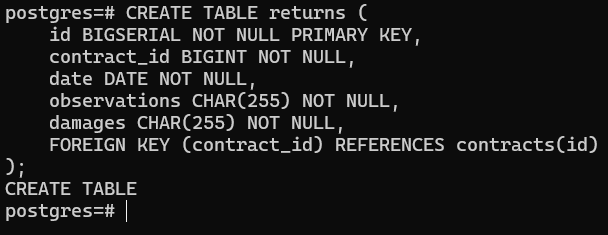 postgres=# CREATE TABLE returns (
    id BIGSERIAL NOT NULL PRIMARY KEY,
    contract_id BIGINT NOT NULL,
    date DATE NOT NULL,
    observations CHAR(255) NOT NULL,
    damages CHAR(255) NOT NULL,
    FOREIGN KEY (contract_id) REFERENCES contracts(id)
);
CREATE TABLE
postgres=#